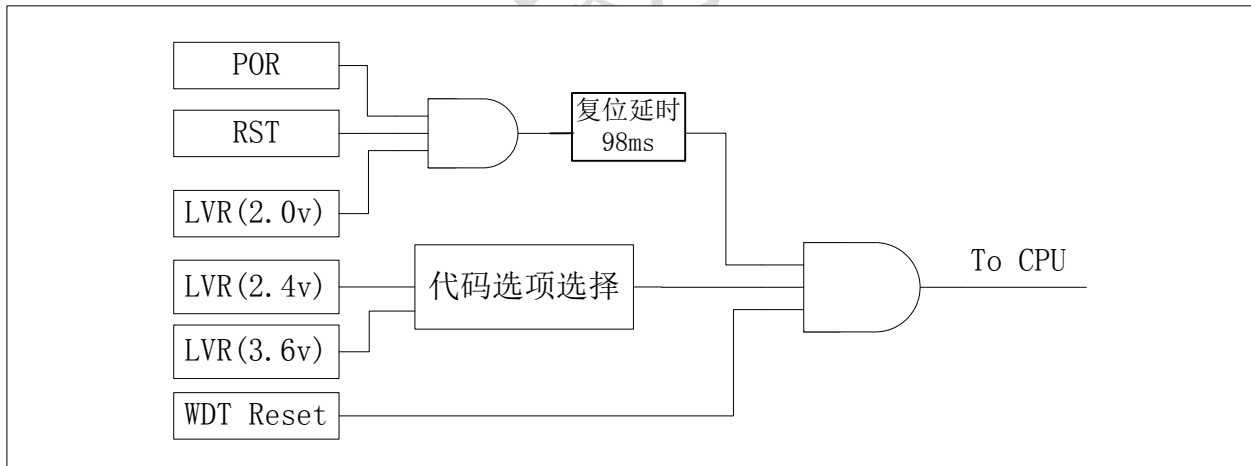 POR
RST
LVR(2.0v)
LVR(2.4v)
LVR(3.6v)
WDT Reset
复位延时
98ms
代码选项选择
To CPU